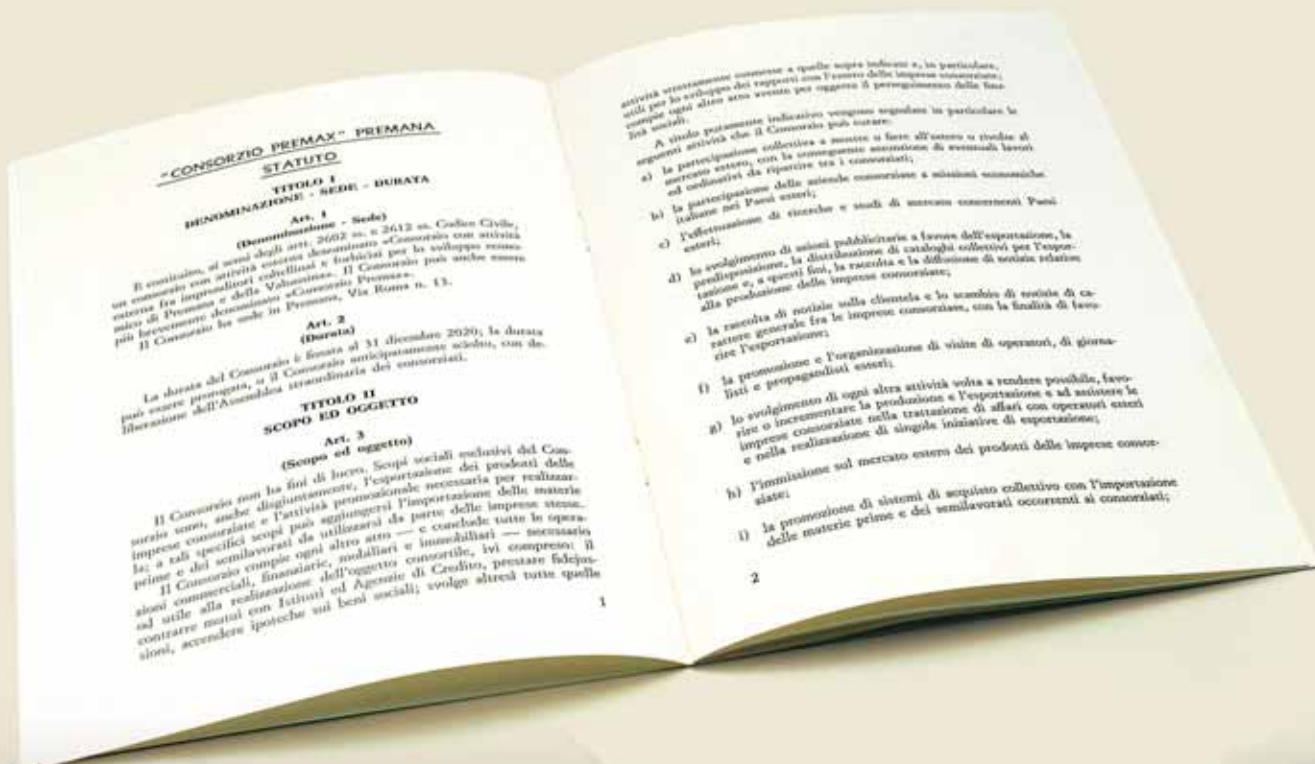 "CONSORZIO PREMAX" PREMANA
STATUTO
TITOLO I
DENOMINAZIONE - SEDE - DURATA
Art. 1
(Denominazione - Sede)
È costituito, ai sensi degli artt. 2602 ss. e 2612 ss. Codice Civile,
un consorzio con attività esterna denominato «Consorzio con attività
esterna fra imprenditori coltellinai e forbiciai per lo sviluppo econo-
mico di Premana e della Valsassina». Il Consorzio può anche essere
più brevemente denominato «Consorzio Premax».
Il Consorzio ha sede in Premana, Via Roma n. 13.
Art. 2
(Durata)
La durata del Consorzio è fissata al 31 dicembre 2020; la durata
può essere prorogata, o il Consorzio anticipatamente sciolto, con de-
liberazione dell'Assemblea straordinaria dei consorziati.
TITOLO II
SCOPO ED OGGETTO
Art. 3
(Scopo ed oggetto)
Il Consorzio non ha fini di lucro. Scopi sociali esclusivi del Con-
sorzio sono, anche disgiuntamente, l'esportazione dei prodotti delle
imprese consorziate e l'attività promozionale necessaria per realizzar-
la; a tali specifici scopi può aggiungersi l'importazione delle materie
prime e dei semilavorati da utilizzarsi da parte delle imprese stesse.
Il Consorzio compie ogni altro atto — e conclude tutte le opera-
zioni commerciali, finanziarie, mobiliari e immobiliari — necessario
od utile alla realizzazione dell'oggetto consortile, ivi compreso: il
contrarre mutui con Istituti ed Agenzie di Credito, prestare fidejus-
sioni, accendere ipoteche sui beni sociali; svolge altresì tutte quelle
1
attività strettamente connesse a quelle sopra indicate e, in particolare,
utili per lo sviluppo dei rapporti con l'estero delle imprese consorziate;
compie ogni altro atto avente per oggetto il perseguimento delle fina-
lità sociali.
A titolo puramente indicativo vengono segnalate in particolare le
seguenti attività che il Consorzio può curare:
a) la partecipazione collettiva a mostre o fiere all'estero o rivolte al
mercato estero, con la conseguente assunzione di eventuali lavori
ed ordinativi da ripartire tra i consorziati;
b) la partecipazione delle aziende consorziate a missioni economiche
italiane nei Paesi esteri;
c) l'effettuazione di ricerche e studi di mercato concernenti Paesi
esteri;
d) lo svolgimento di azioni pubblicitarie a favore dell'esportazione, la
predisposizione, la distribuzione di cataloghi collettivi per l'espor-
tazione e, a questi fini, la raccolta e la diffusione di notizie relative
alla produzione delle imprese consorziate;
e) la raccolta di notizie sulla clientela e lo scambio di notizie di ca-
rattere generale fra le imprese consorziate, con la finalità di favo-
rire l'esportazione;
f) la promozione e l'organizzazione di visite di operatori, di giorna-
listi e propagandisti esteri;
g) lo svolgimento di ogni altra attività volta a rendere possibile, favo-
rire o incrementare la produzione e l'esportazione e ad assistere le
imprese consorziate nella trattazione di affari con operatori esteri
e nella realizzazione di singole iniziative di esportazione;
h) l'immissione sul mercato estero dei prodotti delle imprese consor-
ziate;
i) la promozione di sistemi di acquisto collettivo con l'importazione
delle materie prime e dei semilavorati occorrenti ai consorziati;
2